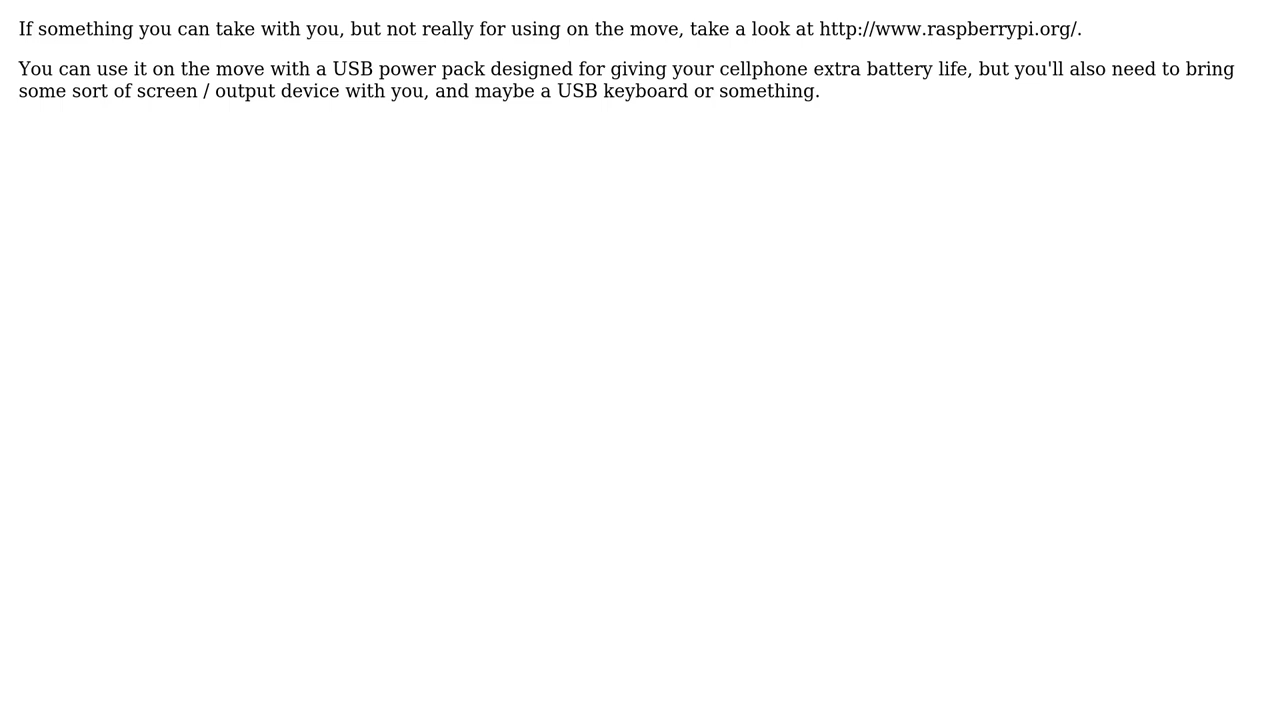 If something you can take with you, but not really for using on the move, take a look at http://www.raspberrypi.org/.
You can use it on the move with a USB power pack designed for giving your cellphone extra battery life, but you'll also need to bring
some sort of screen / output device with you, and maybe a USB keyboard or something.